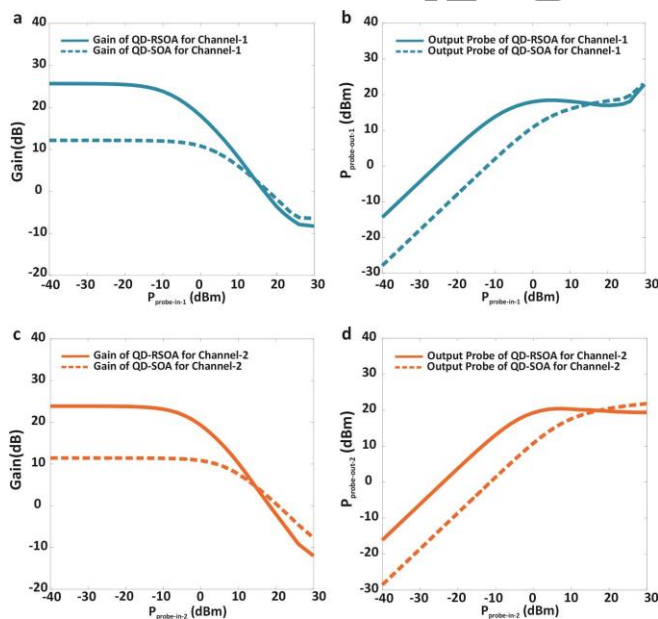 a
Gain of QD-RSOA for Channel-1
Gain of QD-SOA for Channel-1
40
30
20
10
0
-10
-20
Gain(dB)
-40 -30 -20 -10 0 10 20 30
P probe-in-1 (dBm)
b
Output Probe of QD-RSOA for Channel-1
Output Probe of QD-SOA for Channel-1
40
30
20
10
0
-10
-20
-30
P probe-out-1 (dBm)
-40 -30 -20 -10 0 10 20 30
P probe-in-1 (dBm)
c
Gain of QD-RSOA for Channel-2
Gain of QD-SOA for Channel-2
40
30
20
10
0
-10
-20
Gain(dB)
-40 -30 -20 -10 0 10 20 30
P probe-in-2 (dBm)
d
Output Probe of QD-RSOA for Channel-2
Output Probe of QD-SOA for Channel-2
40
30
20
10
0
-10
-20
-30
P probe-out-2 (dBm)
-40 -30 -20 -10 0 10 20 30
P probe-in-2 (dBm)